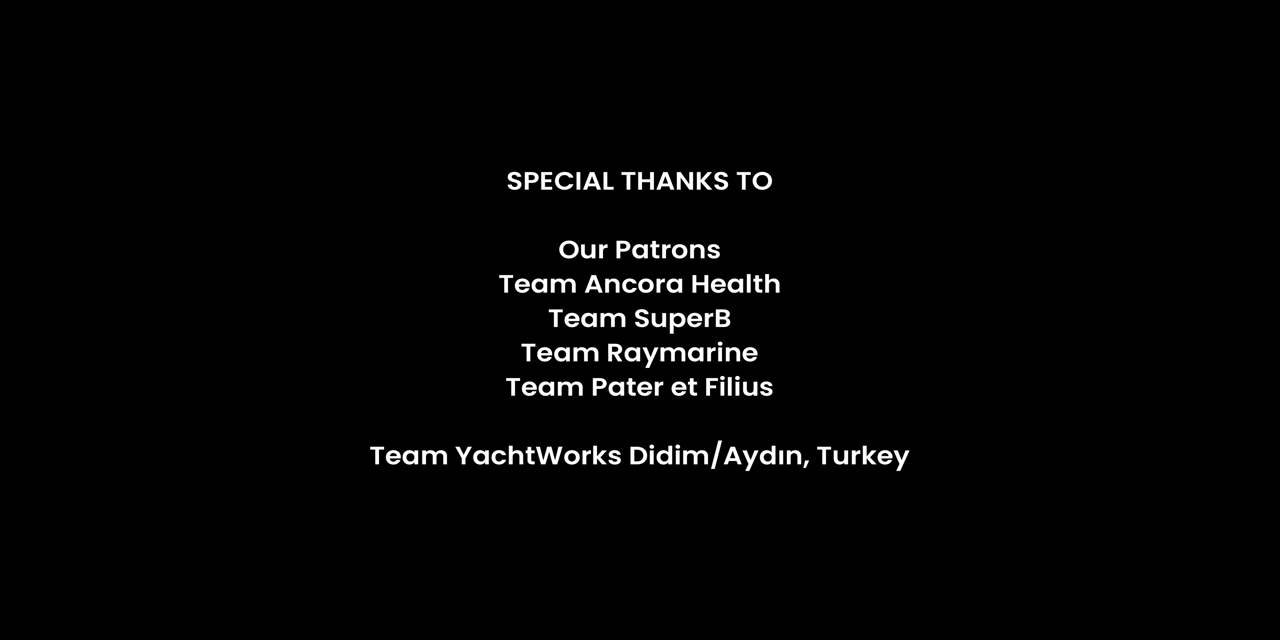 SPECIAL THANKS TO
Our Patrons
Team Ancora Health
Team SuperB
Team Raymarine
Team Pater et Filius
Team YachtWorks Didim/Aydın, Turkey